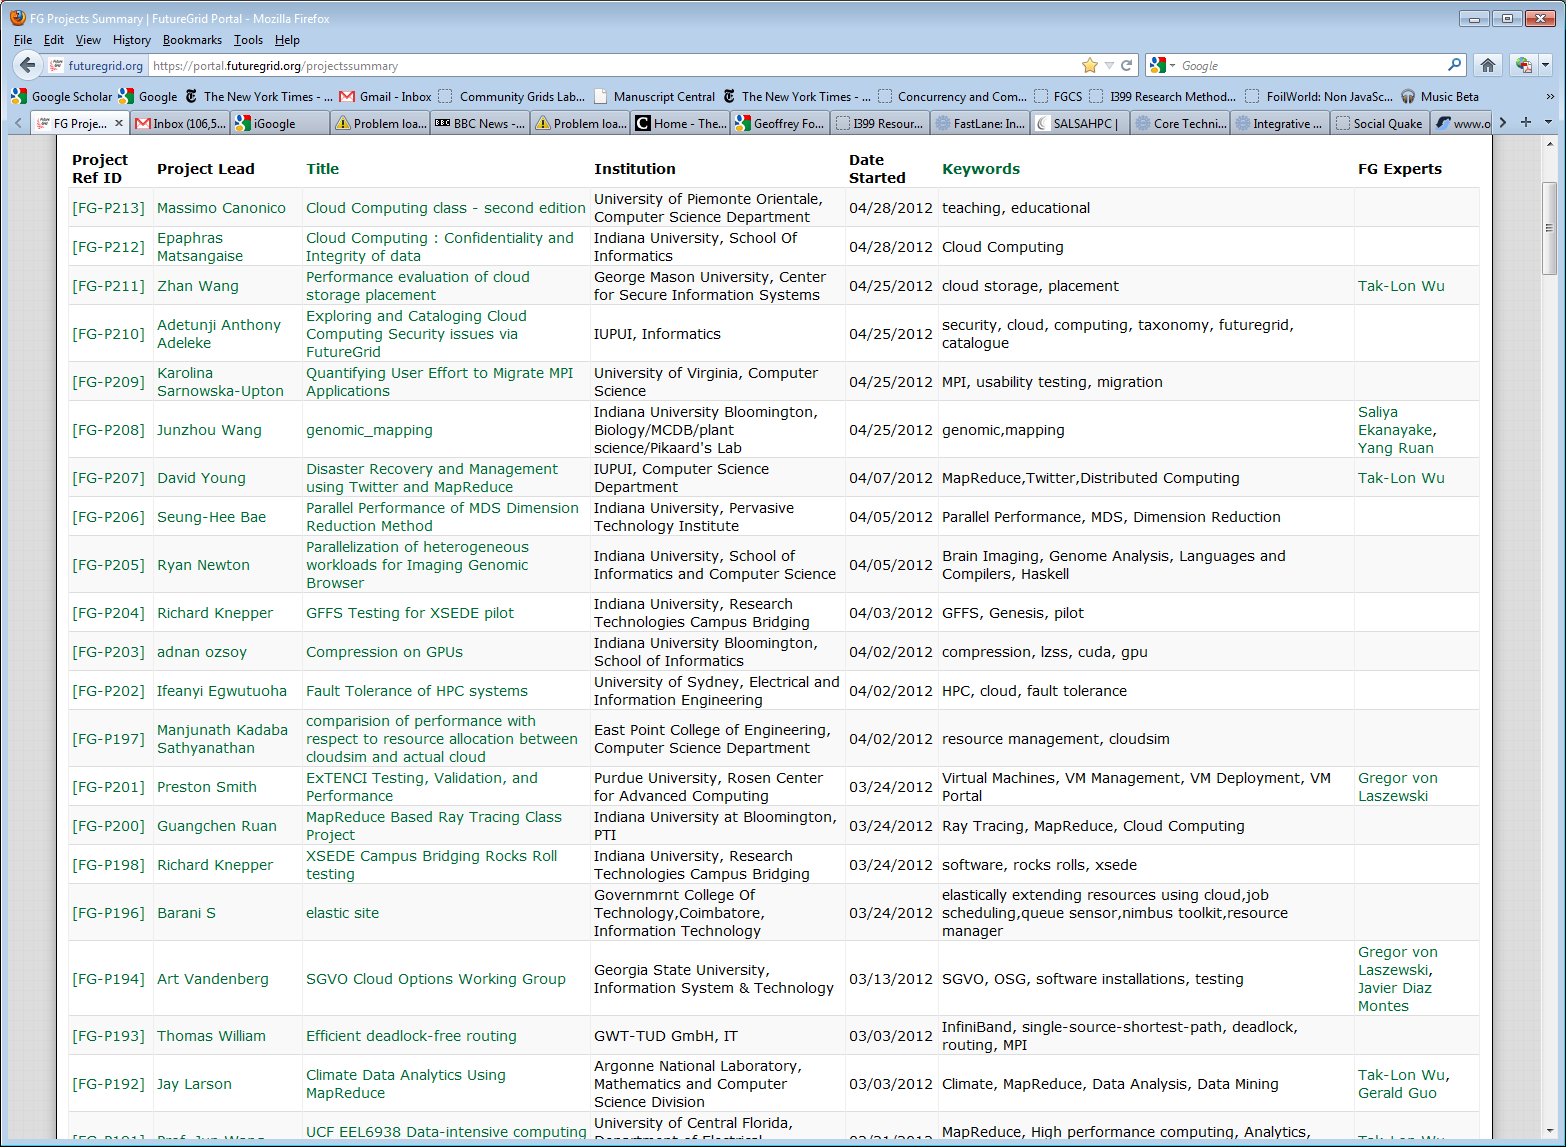 FG Projects Summary | FutureGrid Portal - Mozilla Firefox
File Edit View History Bookmarks Tools Help
futuregrid.org https://portal.futuregrid.org/projectssummary Google
Google Scholar Google The New York Times - ... Gmail - Inbox Community Grids Lab... Manuscript Central The New York Times - ... Concurrency and Com... FGCS I399 Research Method... FoilWorld: Non JavaSc... Music Beta »
FG Proje... × Inbox (106,5... iGoogle Problem loa... BBC News -... Problem loa... Home - The... Geoffrey Fo... I399 Resour... FastLane: In... SALSAHPC | Core Techni... Integrative ... Social Quake www.o
Project Ref ID Project Lead Title Institution Date Started Keywords FG Experts
[FG-P213] Massimo Canonico Cloud Computing class - second edition University of Piemonte Orientale, Computer Science Department 04/28/2012 teaching, educational
[FG-P212] Epaphras Matsangaise Cloud Computing : Confidentiality and Integrity of data Indiana University, School Of Informatics 04/28/2012 Cloud Computing
[FG-P211] Zhan Wang Performance evaluation of cloud storage placement George Mason University, Center for Secure Information Systems 04/25/2012 cloud storage, placement Tak-Lon Wu
[FG-P210] Adetunji Anthony Adeleke Exploring and Cataloging Cloud Computing Security issues via FutureGrid IUPUI, Informatics 04/25/2012 security, cloud, computing, taxonomy, futuregrid, catalogue
[FG-P209] Karolina Sarnowska-Upton Quantifying User Effort to Migrate MPI Applications University of Virginia, Computer Science 04/25/2012 MPI, usability testing, migration
[FG-P208] Junzhou Wang genomic_mapping Indiana University Bloomington, Biology/MCDB/plant science/Pikaard's Lab 04/25/2012 genomic,mapping Saliya Ekanayake, Yang Ruan
[FG-P207] David Young Disaster Recovery and Management using Twitter and MapReduce IUPUI, Computer Science Department 04/07/2012 MapReduce,Twitter,Distributed Computing Tak-Lon Wu
[FG-P206] Seung-Hee Bae Parallel Performance of MDS Dimension Reduction Method Indiana University, Pervasive Technology Institute 04/05/2012 Parallel Performance, MDS, Dimension Reduction
[FG-P205] Ryan Newton Parallelization of heterogeneous workloads for Imaging Genomic Browser Indiana University, School of Informatics and Computer Science 04/05/2012 Brain Imaging, Genome Analysis, Languages and Compilers, Haskell
[FG-P204] Richard Knepper GFFS Testing for XSEDE pilot Indiana University, Research Technologies Campus Bridging 04/03/2012 GFFS, Genesis, pilot
[FG-P203] adnan ozsoy Compression on GPUs Indiana University Bloomington, School of Informatics 04/02/2012 compression, lzss, cuda, gpu
[FG-P202] Ifeanyi Egwutuoha Fault Tolerance of HPC systems University of Sydney, Electrical and Information Engineering 04/02/2012 HPC, cloud, fault tolerance
[FG-P197] Manjunath Kadaba Sathyanathan comparision of performance with respect to resource allocation between cloudsim and actual cloud East Point College of Engineering, Computer Science Department 04/02/2012 resource management, cloudsim
[FG-P201] Preston Smith ExTENCI Testing, Validation, and Performance Purdue University, Rosen Center for Advanced Computing 03/24/2012 Virtual Machines, VM Management, VM Deployment, VM Portal Gregor von Laszewski
[FG-P200] Guangchen Ruan MapReduce Based Ray Tracing Class Project Indiana University at Bloomington, PTI 03/24/2012 Ray Tracing, MapReduce, Cloud Computing
[FG-P198] Richard Knepper XSEDE Campus Bridging Rocks Roll testing Indiana University, Research Technologies Campus Bridging 03/24/2012 software, rocks rolls, xsede
[FG-P196] Barani S elastic site Governmrnt College Of Technology,Coimbatore, Information Technology 03/24/2012 elastically extending resources using cloud,job scheduling,queue sensor,nimbus toolkit,resource manager
[FG-P194] Art Vandenberg SGVO Cloud Options Working Group Georgia State University, Information System & Technology 03/13/2012 SGVO, OSG, software installations, testing Gregor von Laszewski, Javier Diaz Montes
[FG-P193] Thomas William Efficient deadlock-free routing GWT-TUD GmbH, IT 03/03/2012 InfiniBand, single-source-shortest-path, deadlock, routing, MPI
[FG-P192] Jay Larson Climate Data Analytics Using MapReduce Argonne National Laboratory, Mathematics and Computer Science Division 03/03/2012 Climate, MapReduce, Data Analysis, Data Mining Tak-Lon Wu, Gerald Guo
UCF EEL6938 Data-intensive computing University of Central Florida, MapReduce, High performance computing, Analytics,